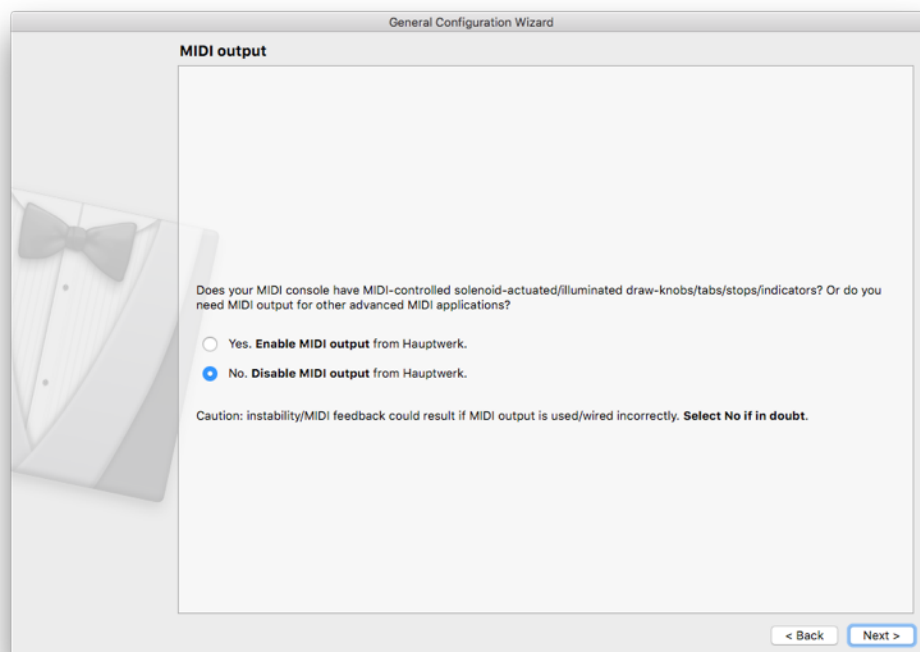 General Configuration Wizard
MIDI output
Does your MIDI console have MIDI-controlled solenoid-actuated/illuminated draw-knobs/tabs/stops/indicators? Or do you
need MIDI output for other advanced MIDI applications?
Yes. Enable MIDI output from Hauptwerk.
No. Disable MIDI output from Hauptwerk.
Caution: instability/MIDI feedback could result if MIDI output is used/wired incorrectly. Select No if in doubt.
< Back Next >